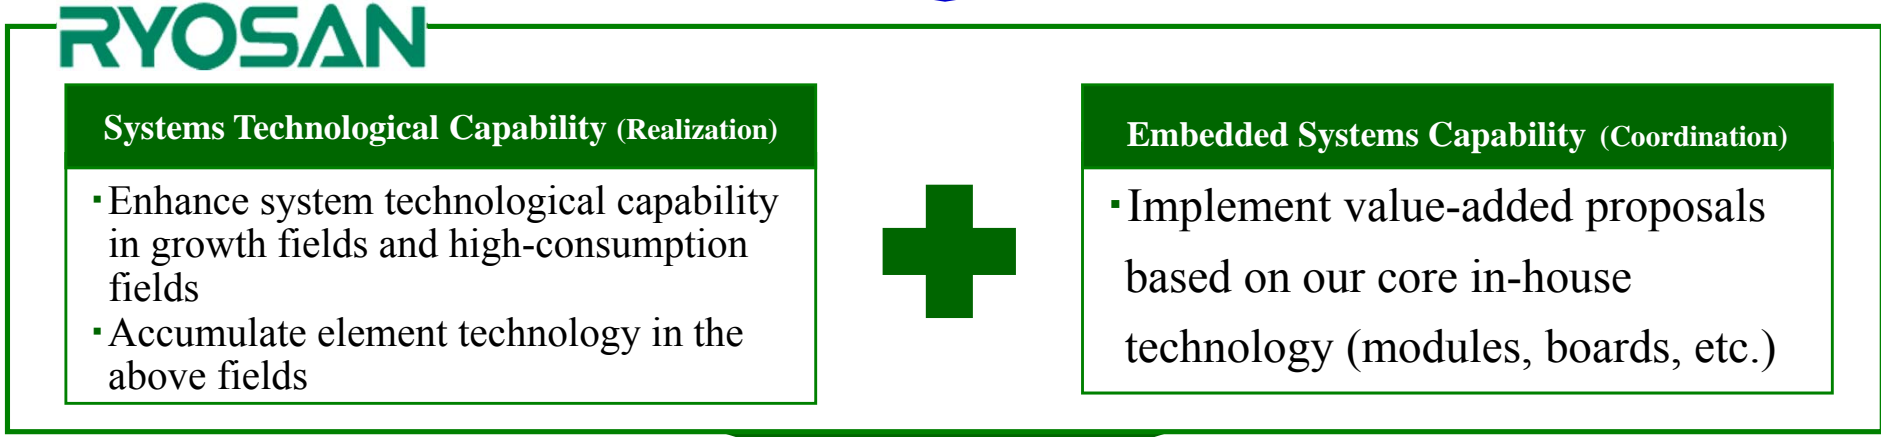 RYOSAN
Systems Technological Capability (Realization)
▪Enhance system technological capability
in growth fields and high-consumption
fields
▪Accumulate element technology in the
above fields
Embedded Systems Capability (Coordination)
▪Implement value-added proposals
based on our core in-house
technology (modules, boards, etc.)